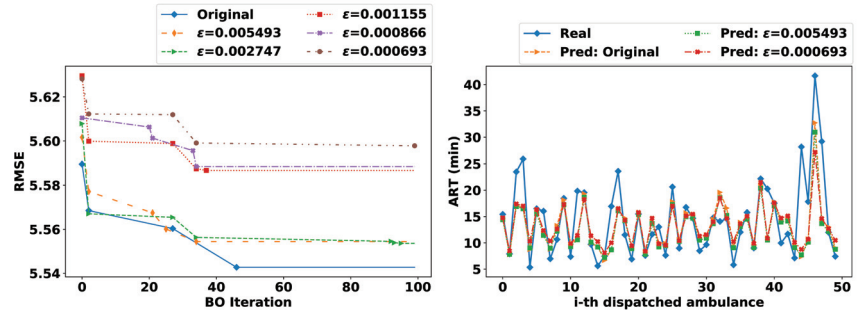 Original
ε=0.005493
ε=0.002747
ε=0.001155
ε=0.000866
ε=0.000693
RMSE
5.62
5.60
5.58
5.56
5.54
0 20 40 60 80 100
BO Iteration
Real
Pred: Original
Pred: ε=0.005493
Pred: ε=0.000693
ART (min)
40
35
30
25
20
15
10
5
0 10 20 30 40 50
i-th dispatched ambulance